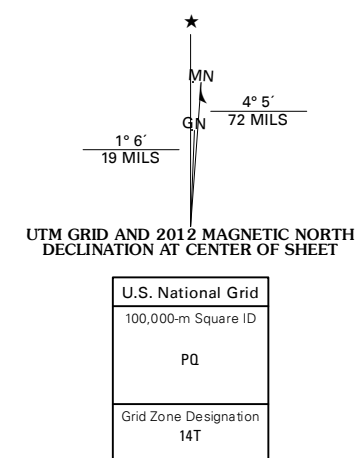 MN
4° 5´
72 MILS
GN
1° 6´
19 MILS
UTM GRID AND 2012 MAGNETIC NORTH
DECLINATION AT CENTER OF SHEET
U.S. National Grid
100,000-m Square ID
PQ
Grid Zone Designation
14T